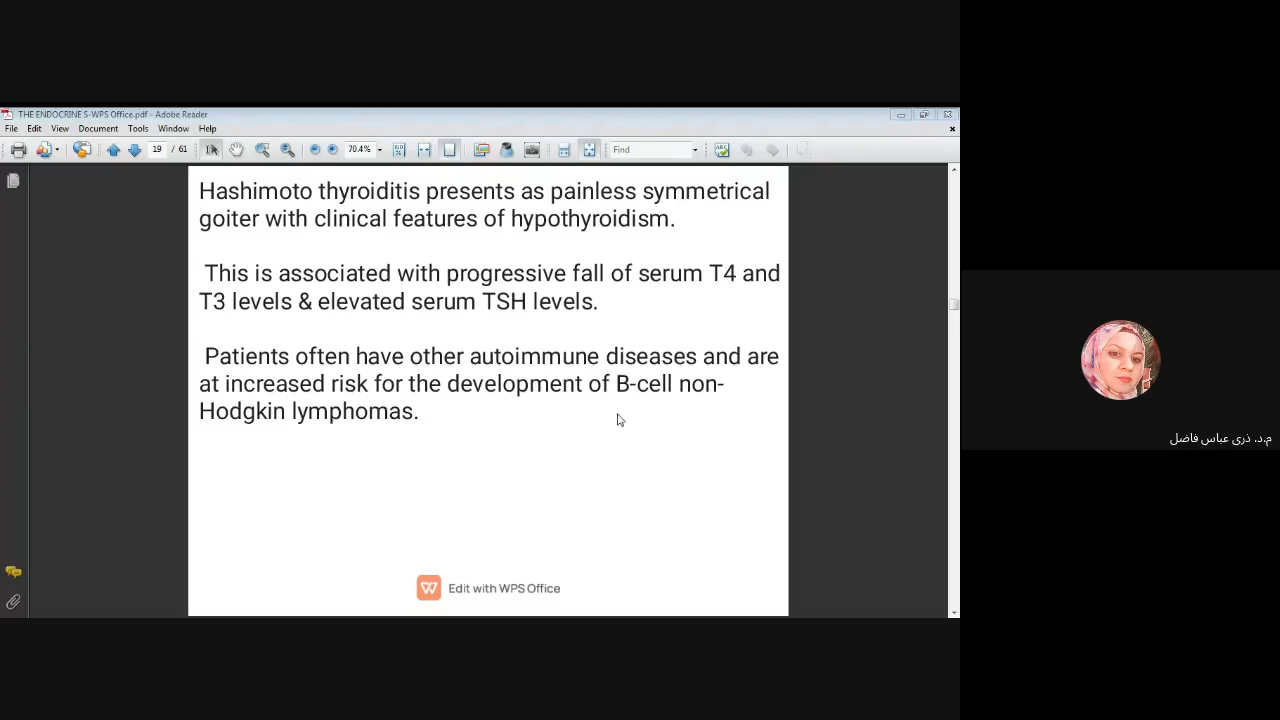 THE ENDOCRINE S-WPS Office.pdf - Adobe Reader
File Edit View Document Tools Window Help
19 / 61 70.4% Find
Hashimoto thyroiditis presents as painless symmetrical
goiter with clinical features of hypothyroidism.
This is associated with progressive fall of serum T4 and
T3 levels & elevated serum TSH levels.
Patients often have other autoimmune diseases and are
at increased risk for the development of B-cell non-
Hodgkin lymphomas.
Edit with WPS Office
م.د. ذرى عباس فاضل